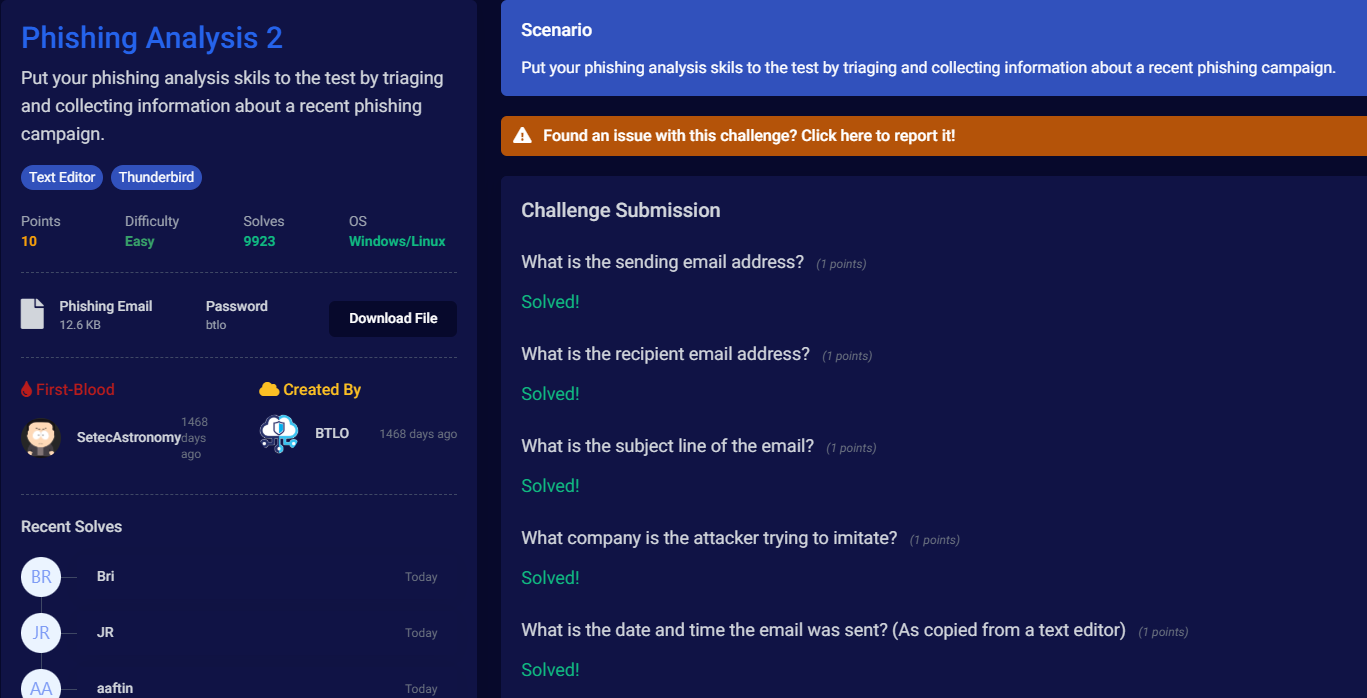 Phishing Analysis 2
Put your phishing analysis skils to the test by triaging
and collecting information about a recent phishing
campaign.
Text Editor Thunderbird
Points Difficulty Solves OS
10 Easy 9923 Windows/Linux
Phishing Email Password
12.6 KB btlo
Download File
First-Blood Created By
SetecAstronomy
1468
days
ago
BTLO 1468 days ago
Recent Solves
BR Bri Today
JR JR Today
AA aaftin Today
Scenario
Put your phishing analysis skils to the test by triaging and collecting information about a recent phishing campaign.
Found an issue with this challenge? Click here to report it!
Challenge Submission
What is the sending email address? (1 points)
Solved!
What is the recipient email address? (1 points)
Solved!
What is the subject line of the email? (1 points)
Solved!
What company is the attacker trying to imitate? (1 points)
Solved!
What is the date and time the email was sent? (As copied from a text editor) (1 points)
Solved!